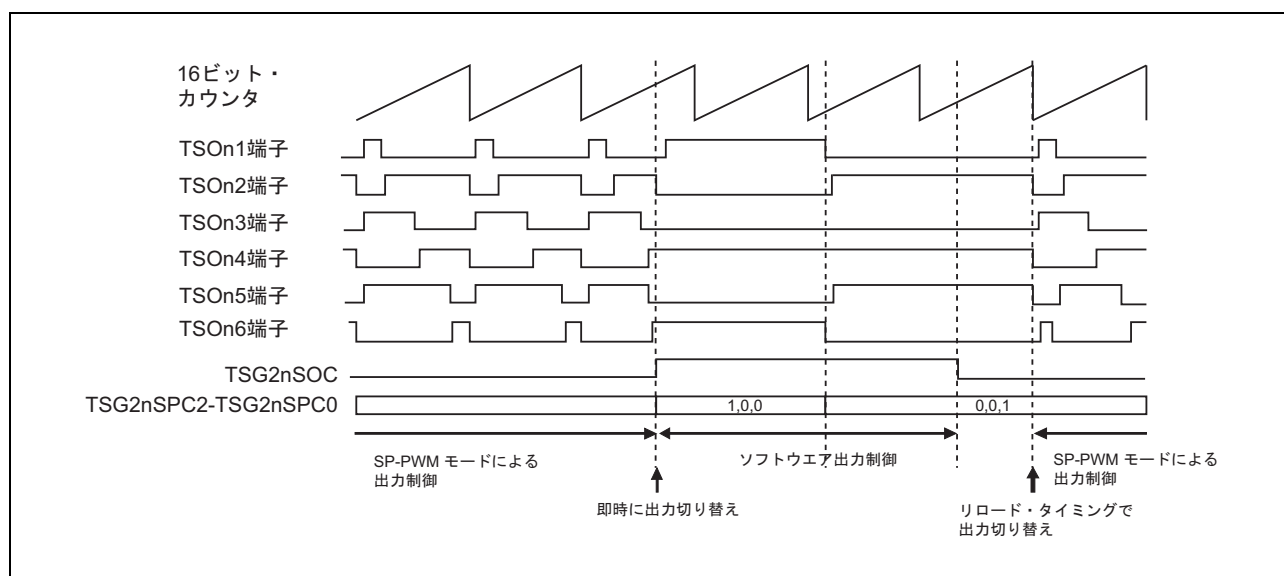 16ビット・
カウンタ
TSOn1端子
TSOn2端子
TSOn3端子
TSOn4端子
TSOn5端子
TSOn6端子
TSG2nSOC
TSG2nSPC2-TSG2nSPC0
1,0,0
0,0,1
SP-PWM モードによる
出力制御
ソフトウエア出力制御
SP-PWM モードによる
出力制御
即時に出力切り替え
リロード・タイミングで
出力切り替え